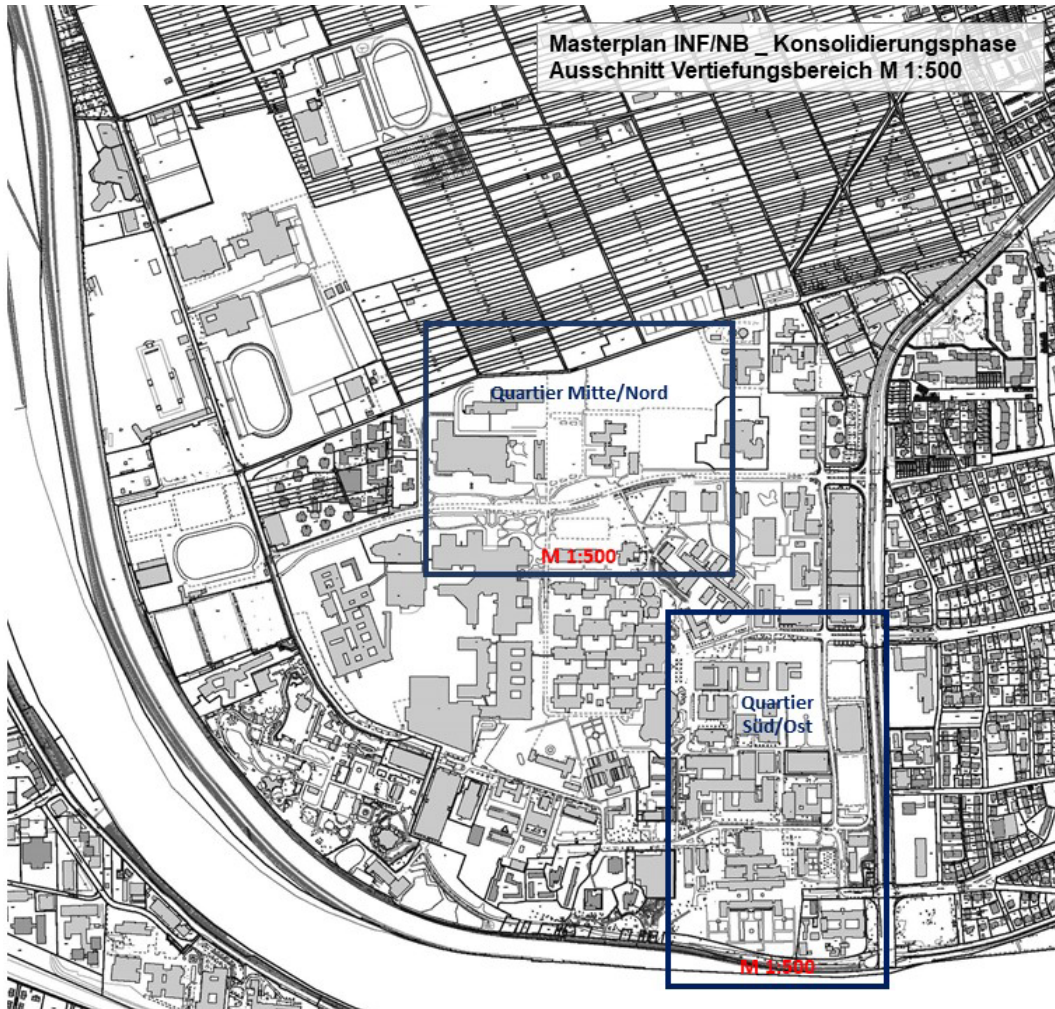 Masterplan INF/NB _ Konsolidierungsphase
Ausschnitt Vertiefungsbereich M 1:500
Quartier Mitte/Nord
M 1:500
Quartier
Süd/Ost
M 1:500